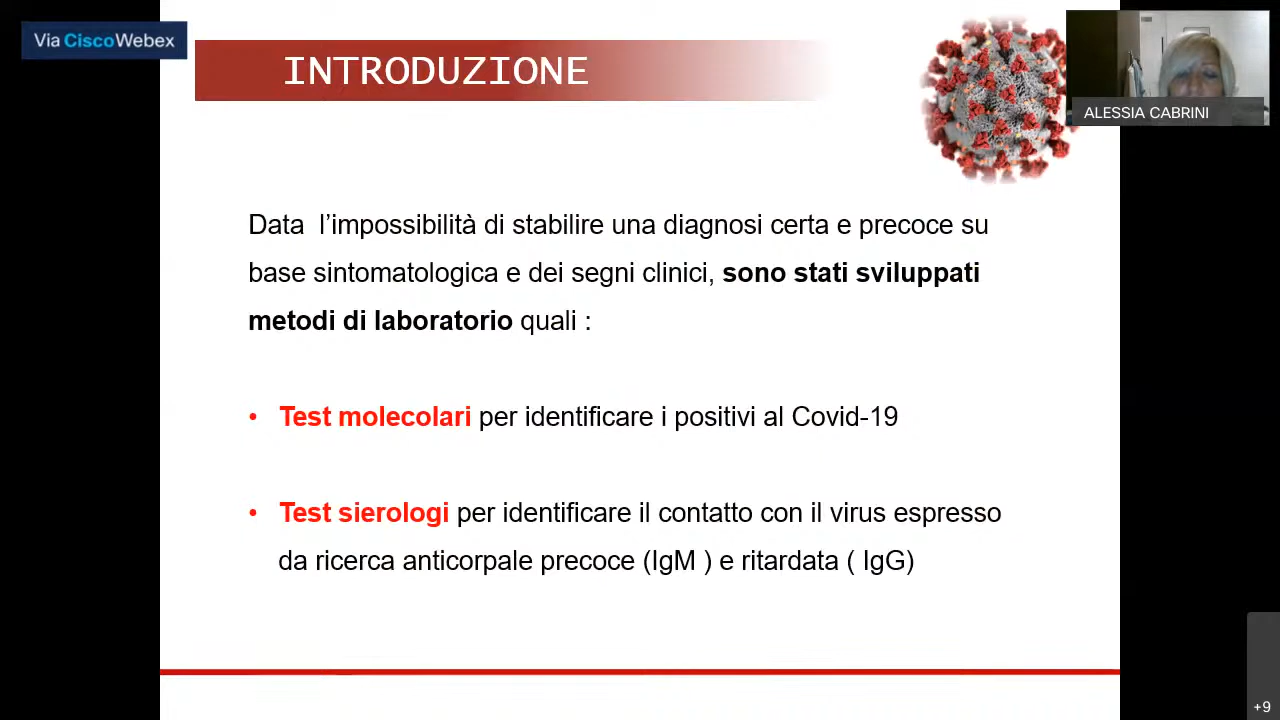 Via CiscoWebex
INTRODUZIONE
ALESSIA CABRINI
Data l’impossibilità di stabilire una diagnosi certa e precoce su
base sintomatologica e dei segni clinici, sono stati sviluppati
metodi di laboratorio quali :
• Test molecolari per identificare i positivi al Covid-19
• Test sierologi per identificare il contatto con il virus espresso
da ricerca anticorpale precoce (IgM ) e ritardata ( IgG)
+9